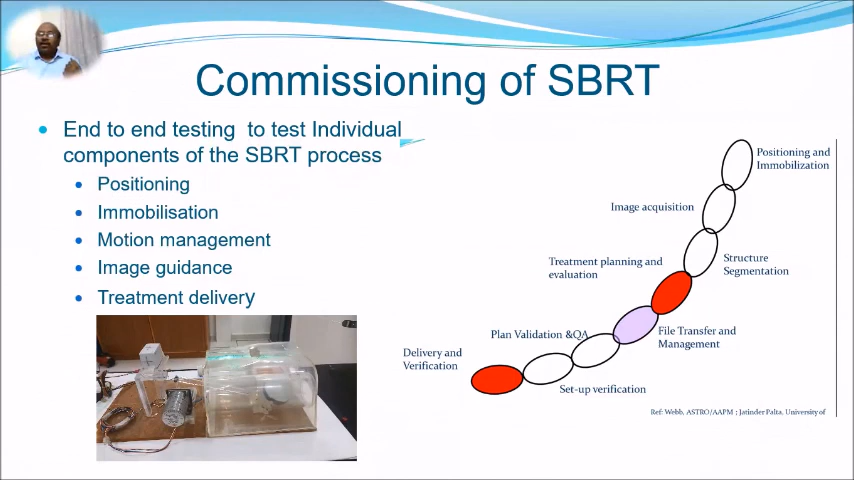 Commissioning of SBRT
End to end testing to test Individual
components of the SBRT process
Positioning
Immobilisation
Motion management
Image guidance
Treatment delivery
Positioning and
Immobilization
Image acquisition
Structure
Segmentation
Treatment planning and
evaluation
File Transfer and
Management
Plan Validation &QA
Set-up verification
Delivery and
Verification
Ref: Webb, ASTRO/AAPM ; Jatinder Palta, University of